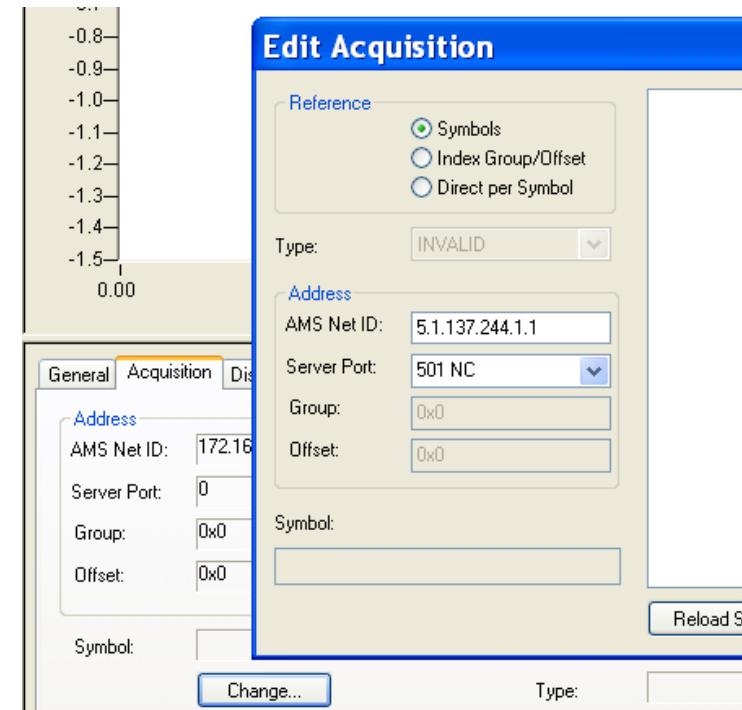 -0.8
-0.9
-1.0
-1.1
-1.2
-1.3
-1.4
-1.5
0.00
Edit Acquisition
Reference
Symbols
Index Group/Offset
Direct per Symbol
Type: INVALID
Address
AMS Net ID: 5.1.137.244.1.1
Server Port: 501 NC
Group: 0x0
Offset: 0x0
Symbol:
Reload S
General Acquisition Dis
Address
AMS Net ID: 172.16
Server Port: 0
Group: 0x0
Offset: 0x0
Symbol:
Change... Type: